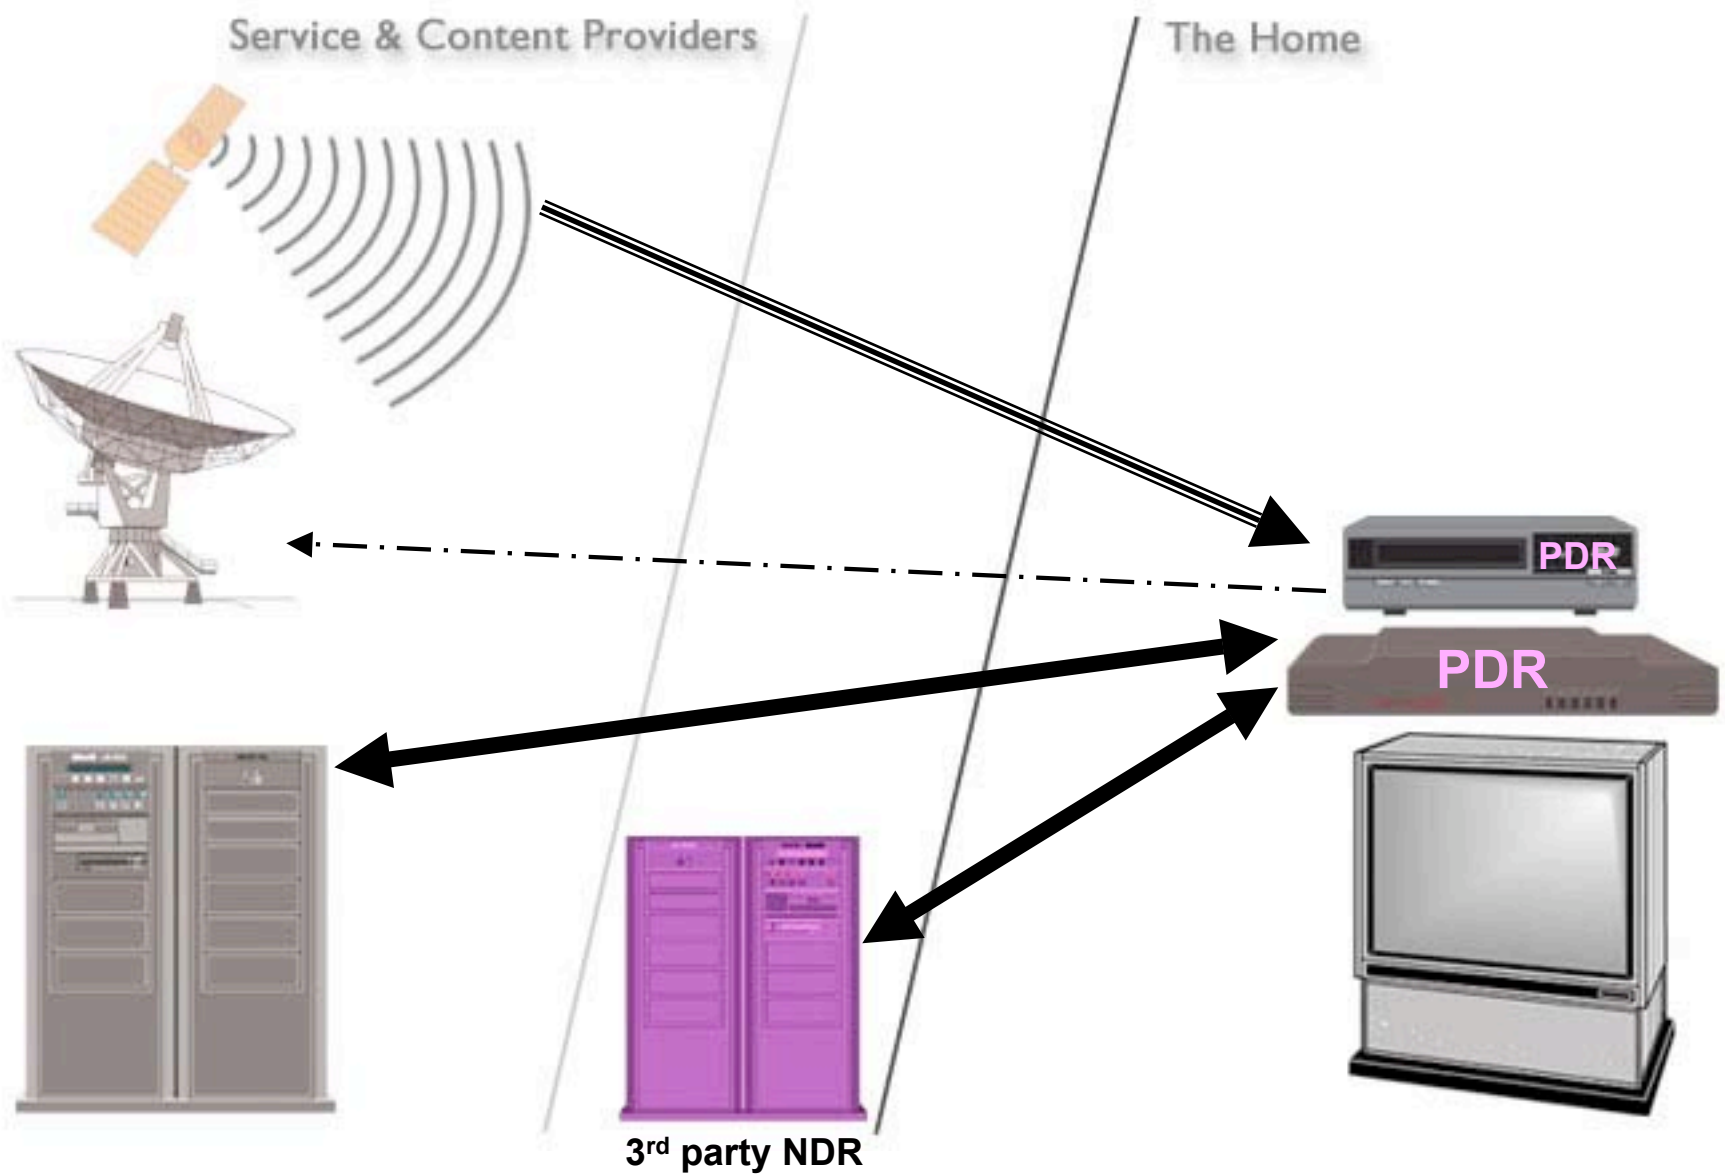 Service & Content Providers
The Home
PDR
PDR
3rd party NDR